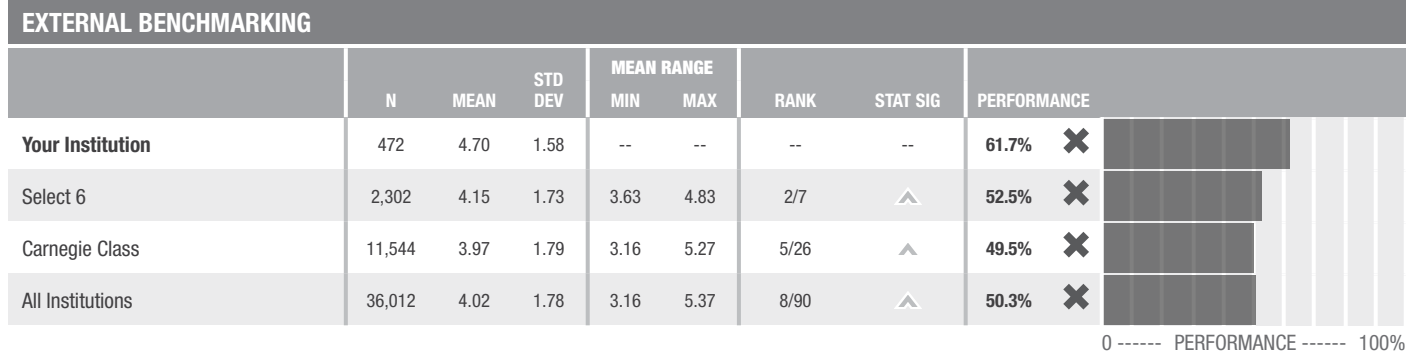 EXTERNAL BENCHMARKING
N MEAN STD DEV MEAN RANGE MIN MAX RANK STAT SIG PERFORMANCE
Your Institution 472 4.70 1.58 -- -- -- -- 61.7%
Select 6 2,302 4.15 1.73 3.63 4.83 2/7 52.5%
Carnegie Class 11,544 3.97 1.79 3.16 5.27 5/26 49.5%
All Institutions 36,012 4.02 1.78 3.16 5.37 8/90 50.3%
0 ------ PERFORMANCE ------ 100%